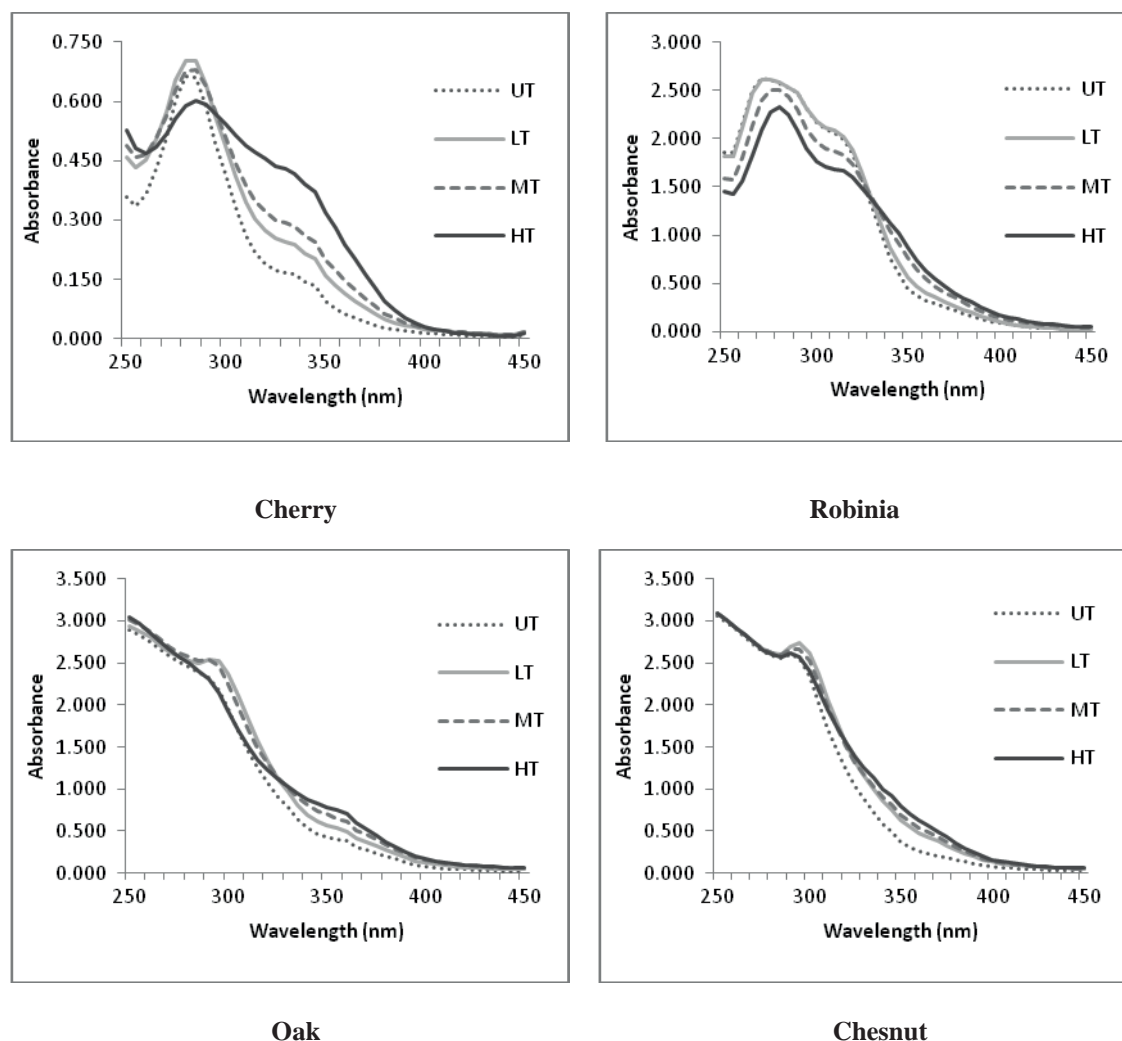 0.750
0.600
0.450
0.300
0.150
0.000
Absorbance
250 300 350 400 450
Wavelength (nm)
UT
LT
MT
HT
Cherry
3.000
2.500
2.000
1.500
1.000
0.500
0.000
Absorbance
250 300 350 400 450
Wavelength (nm)
UT
LT
MT
HT
Robinia
3.500
3.000
2.500
2.000
1.500
1.000
0.500
0.000
Absorbance
250 300 350 400 450
Wavelength (nm)
UT
LT
MT
HT
Oak
3.500
3.000
2.500
2.000
1.500
1.000
0.500
0.000
Absorbance
250 300 350 400 450
Wavelength (nm)
UT
LT
MT
HT
Chesnut